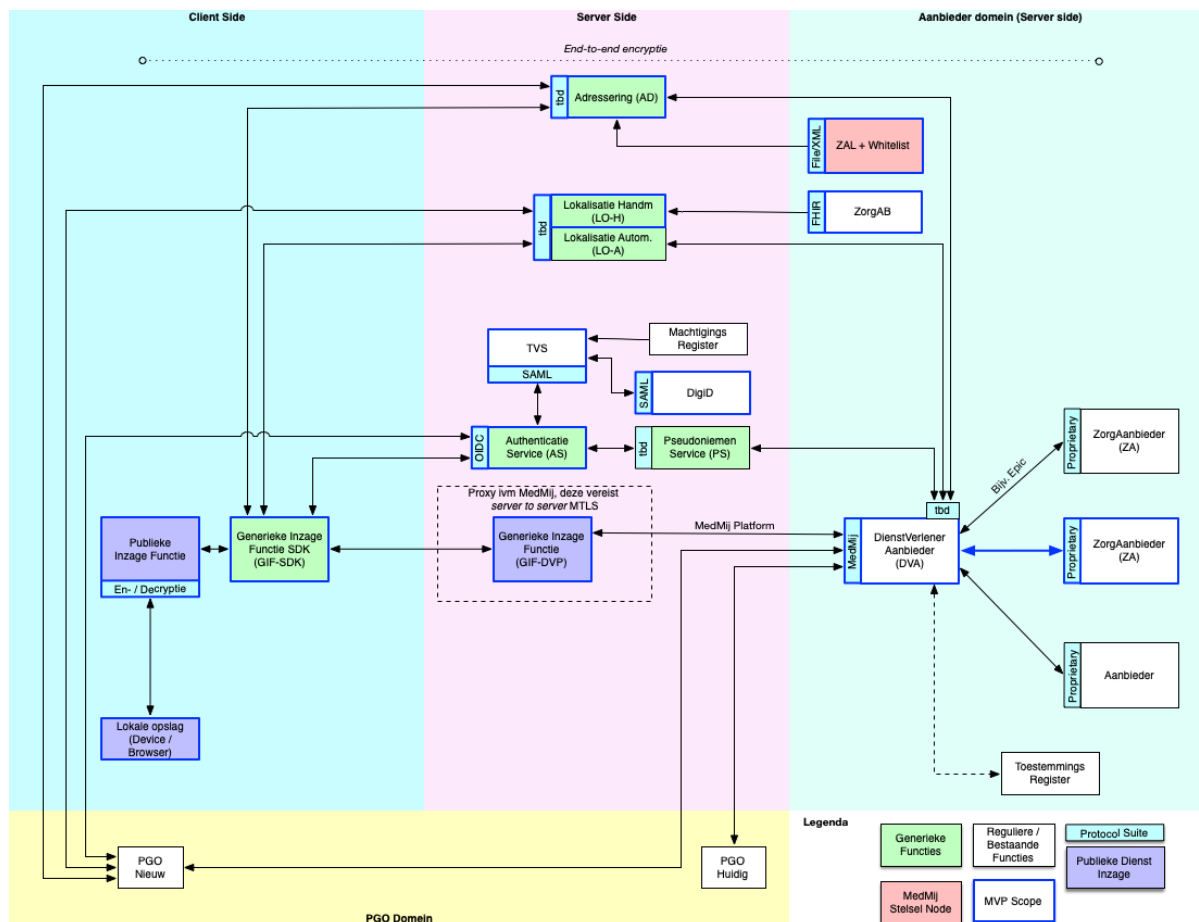 Client Side
Server Side
Aanbieder domein (Server side)
End-to-end encryptie
tbd
Adressering (AD)
File/XML
ZAL + Whitelist
tbd
Lokalisatie Handm
(LO-H)
Lokalisatie Autom.
(LO-A)
FHIR
ZorgAB
TVS
SAML
Machtigings
Register
SAML
DigiD
OIDC
Authenticatie
Service (AS)
tbd
Pseudoniemen
Service (PS)
Proprietary
ZorgAanbieder
(ZA)
Bijv. Epic
Proxy ivm MedMij, deze vereist
server to server MTLS
Publieke
Inzage Functie
En- / Decryptie
Generieke Inzage
Functie SDK
(GIF-SDK)
Generieke Inzage
Functie
(GIF-DVP)
MedMij Platform
tbd
MedMij
DienstVerlener
Aanbieder
(DVA)
Proprietary
ZorgAanbieder
(ZA)
Proprietary
Aanbieder
Lokale opslag
(Device /
Browser)
Toestemmings
Register
PGO
Nieuw
PGO
Huidig
PGO Domein
Legenda
Generieke
Functies
Reguliere /
Bestaande
Functies
Protocol Suite
Publieke Dienst
Inzage
MedMij
Stelsel Node
MVP Scope